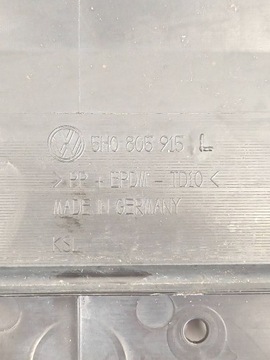 5H0 805 915 L
>PP + EPDM - TD10<
MADE IN GERMANY
KSL